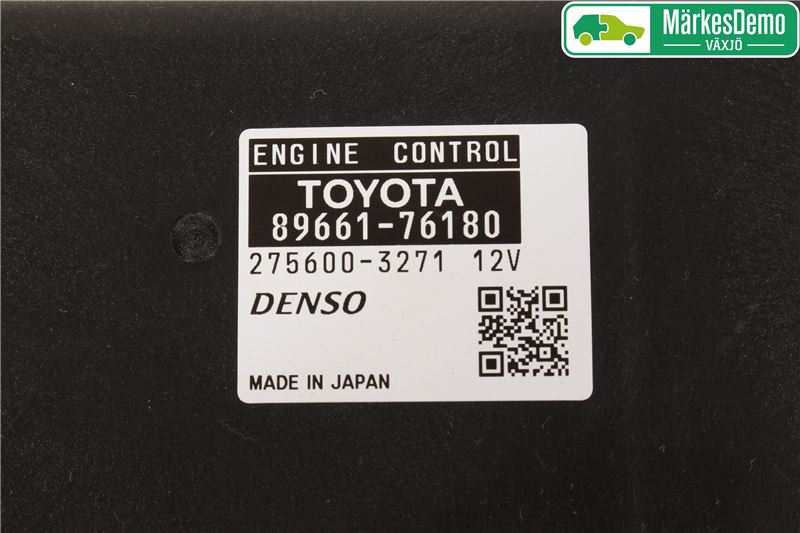 MärkesDemo
VÄXJÖ
ENGINE CONTROL
TOYOTA
89661-76180
275600-3271 12V
DENSO
MADE IN JAPAN